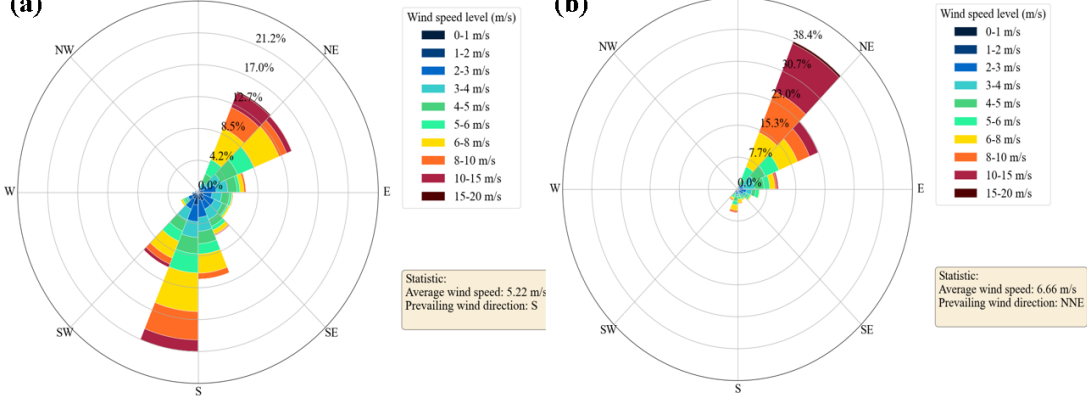 (a)
21.2%
17.0%
12.7%
8.5%
4.2%
0.0%
NW
NE
W
E
SW
SE
S
Wind speed level (m/s)
0-1 m/s
1-2 m/s
2-3 m/s
3-4 m/s
4-5 m/s
5-6 m/s
6-8 m/s
8-10 m/s
10-15 m/s
15-20 m/s
Statistic:
Average wind speed: 5.22 m/s
Prevailing wind direction: S
(b)
38.4%
30.7%
23.0%
15.3%
7.7%
0.0%
NW
NE
W
E
SW
SE
S
Wind speed level (m/s)
0-1 m/s
1-2 m/s
2-3 m/s
3-4 m/s
4-5 m/s
5-6 m/s
6-8 m/s
8-10 m/s
10-15 m/s
15-20 m/s
Statistic:
Average wind speed: 6.66 m/s
Prevailing wind direction: NNE